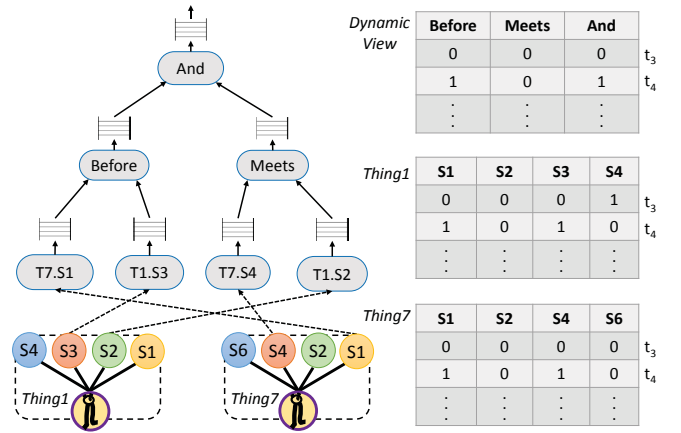 And
Before
Meets
T7.S1
T1.S3
T7.S4
T1.S2
S4
S3
S2
S1
Thing1
S6
S4
S2
S1
Thing7
Dynamic View
Before Meets And
0 0 0 t3
1 0 1 t4
⋮ ⋮ ⋮
Thing1
S1 S2 S3 S4
0 0 0 1 t3
1 0 1 0 t4
⋮ ⋮ ⋮ ⋮
Thing7
S1 S2 S4 S6
0 0 0 0 t3
1 0 1 0 t4
⋮ ⋮ ⋮ ⋮